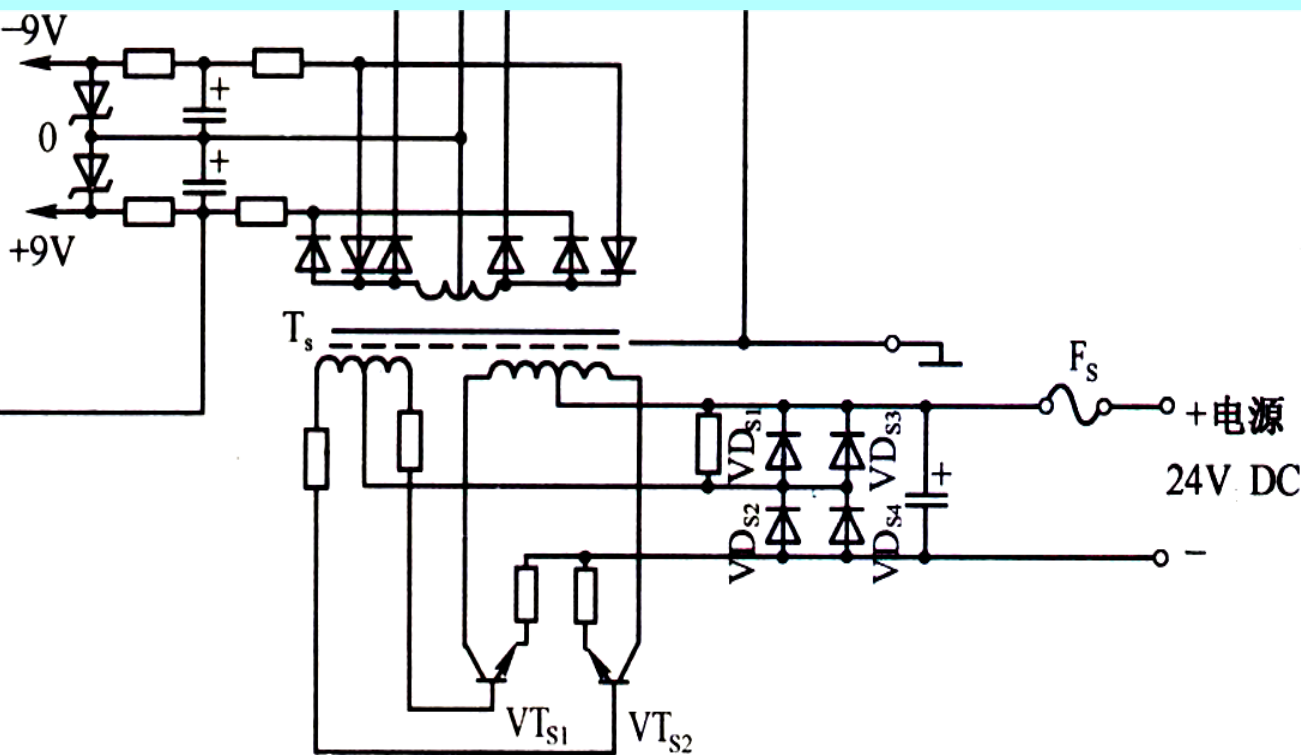 −9V
+
0
+
+9V
Ts
Fs
+电源
24V DC
VDS1
VDS3
+
VDS2
VDS4
−
VTS1
VTS2